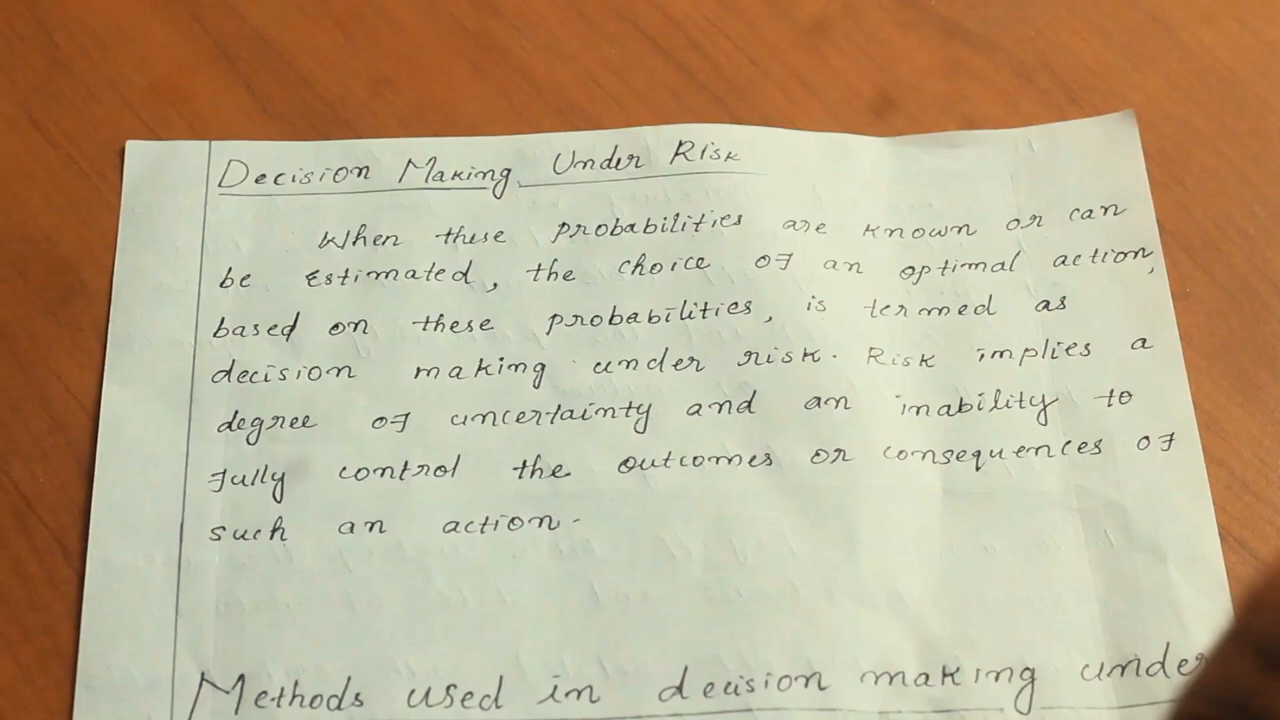 Decision Making Under Risk
When these probabilities are known or can
be Estimated, the choice of an optimal action,
based on these probabilities, is termed as
decision making under risk. Risk implies a
degree of uncertainty and an inability to
fully control the outcomes or consequences of
such an action.
Methods used in decision making under